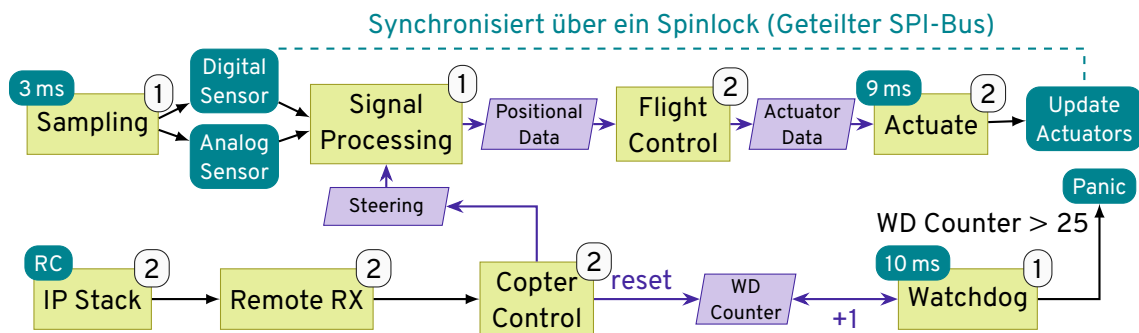 Synchronisiert über ein Spinlock (Geteilter SPI-Bus)
3 ms
1
Sampling
Digital
Sensor
Analog
Sensor
1
Signal
Processing
Positional
Data
2
Flight
Control
Actuator
Data
9 ms
2
Actuate
Update
Actuators
Steering
Panic
WD Counter > 25
RC
2
IP Stack
2
Remote RX
2
Copter
Control
reset
WD
Counter
+1
10 ms
1
Watchdog